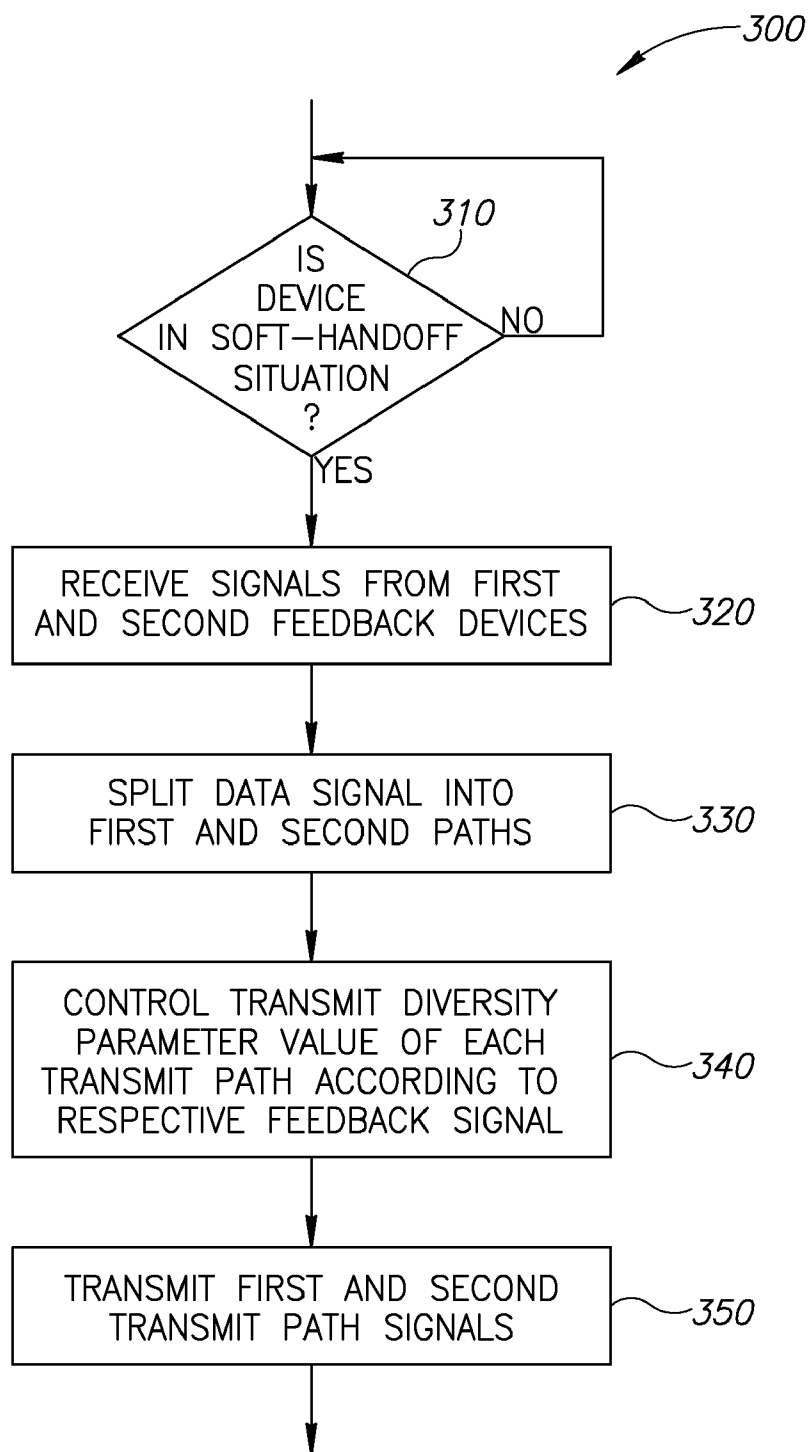 300
310
IS
DEVICE
IN SOFT-HANDOFF
SITUATION
?
NO
YES
RECEIVE SIGNALS FROM FIRST
AND SECOND FEEDBACK DEVICES
320
SPLIT DATA SIGNAL INTO
FIRST AND SECOND PATHS
330
CONTROL TRANSMIT DIVERSITY
PARAMETER VALUE OF EACH
TRANSMIT PATH ACCORDING TO
RESPECTIVE FEEDBACK SIGNAL
340
TRANSMIT FIRST AND SECOND
TRANSMIT PATH SIGNALS
350